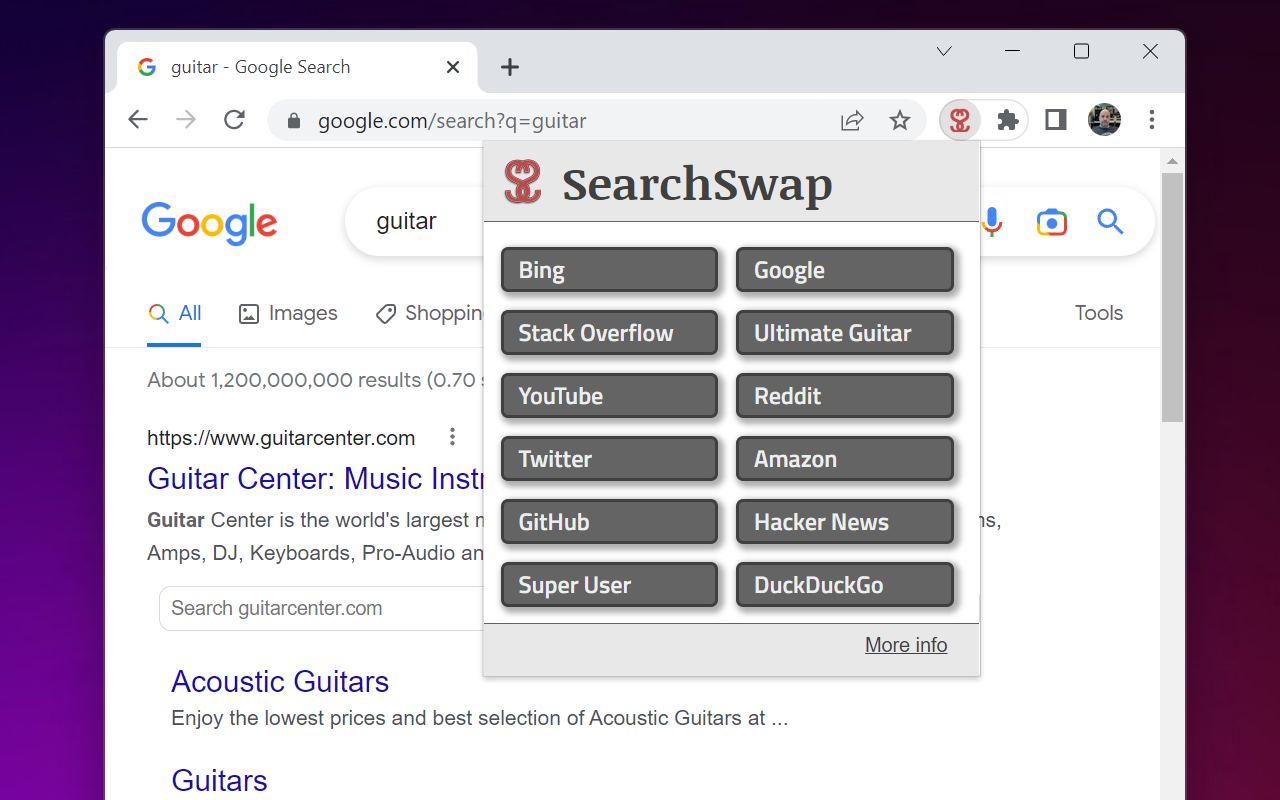 guitar - Google Search
google.com/search?q=guitar
SearchSwap
Google
guitar
Bing
Google
Stack Overflow
Ultimate Guitar
YouTube
Reddit
Twitter
Amazon
GitHub
Hacker News
Super User
DuckDuckGo
More info
All
Images
Shoppin
Tools
About 1,200,000,000 results (0.70 s
https://www.guitarcenter.com
Guitar Center: Music Instr
Guitar Center is the world's largest
Amps, DJ, Keyboards, Pro-Audio an
Search guitarcenter.com
Acoustic Guitars
Enjoy the lowest prices and best selection of Acoustic Guitars at ...
Guitars